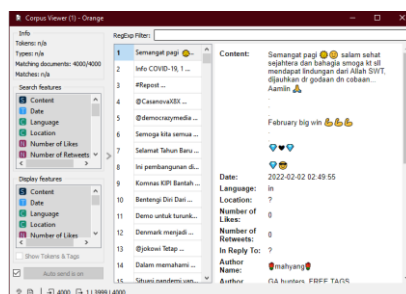 Corpus Viewer (1) - Orange
Info
Tokens: n/a
Types: n/a
Matching documents: 4000/4000
Matches: n/a
Search features
Content
Date
Language
Location
Number of Likes
Number of Retweets
Display features
Content
Date
Language
Location
Number of Likes
Show Tokens & Tags
Auto send is on
RegExp Filter:
1 Semangat pagi 😊...
2 Info COVID-19, 1 ...
3 #Repost ...
4 @CasenovaXBX ...
5 @democrazymedia ...
6 Semoga kita semua ...
7 Selamat Tahun Baru ...
8 Ini pembangunan di...
9 Komnas KIPI Bantah ...
10 Bentengi Diri Dari ...
11 Demo untuk turunk...
12 Denmark menjadi ...
13 @jokowi Tetap ...
14 Dalam memahami ...
15 Situasi pandemi yan...
Content: Semangat pagi 😊😊 salam sehat
sejahtera dan bahagia smoga kt sll
mendapat lindungan dari Allah SWT,
dijauhkn dr godaan dn cobaan...
Aamiin 🙏
.
.
February big win 💪💪💪
.
💎🖤💎
💎😎
Date: 2022-02-02 02:49:55
Language: in
Location: ?
Number of
Likes: 0
Number of
Retweets: 0
In Reply To: ?
Author
Name: 🌹mahyang🌹
Author GA hunters, FREE TAGS
4000
1 | 3999 | 4000